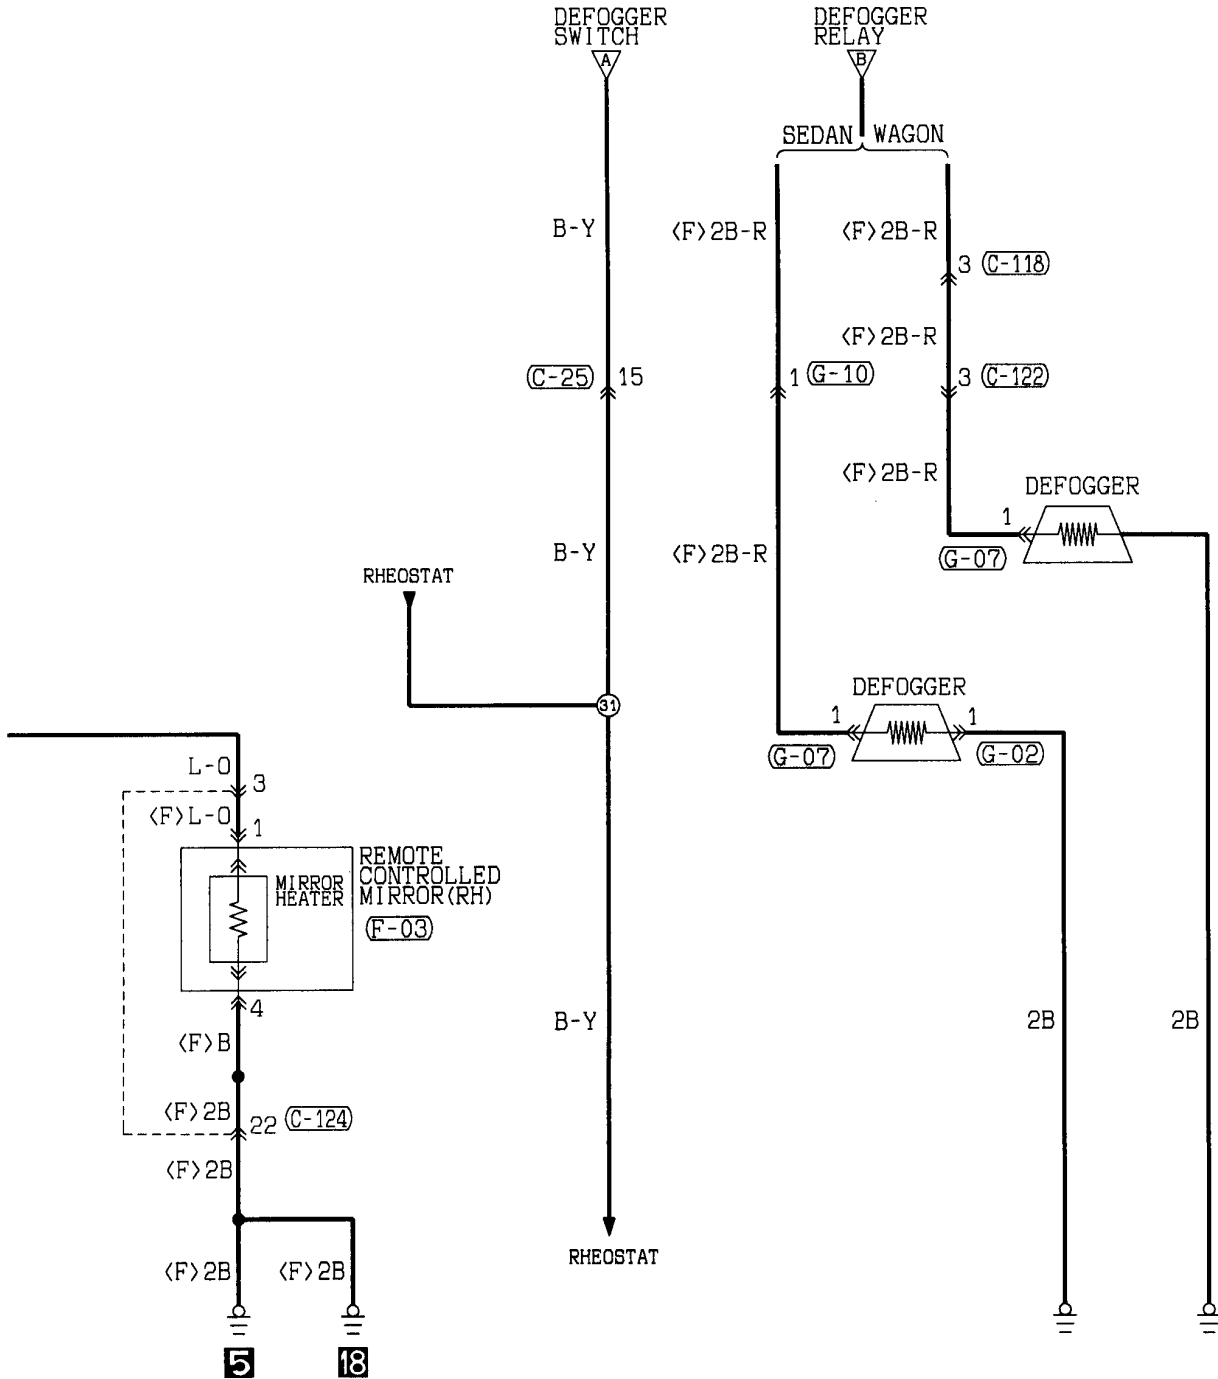 DEFOGGER
SWITCH
A
DEFOGGER
RELAY
B
SEDAN WAGON
B-Y
<F>2B-R
<F>2B-R
3 C-118
<F>2B-R
C-25 15
1 G-10
3 C-122
<F>2B-R
DEFOGGER
1
G-07
B-Y
<F>2B-R
RHEOSTAT
31
DEFOGGER
1
1
G-07
G-02
L-O
3
<F>L-O
1
MIRROR
HEATER
REMOTE
CONTROLLED
MIRROR(RH)
F-03
4
<F>B
B-Y
2B
2B
<F>2B
22 C-124
<F>2B
RHEOSTAT
<F>2B
<F>2B
5
18